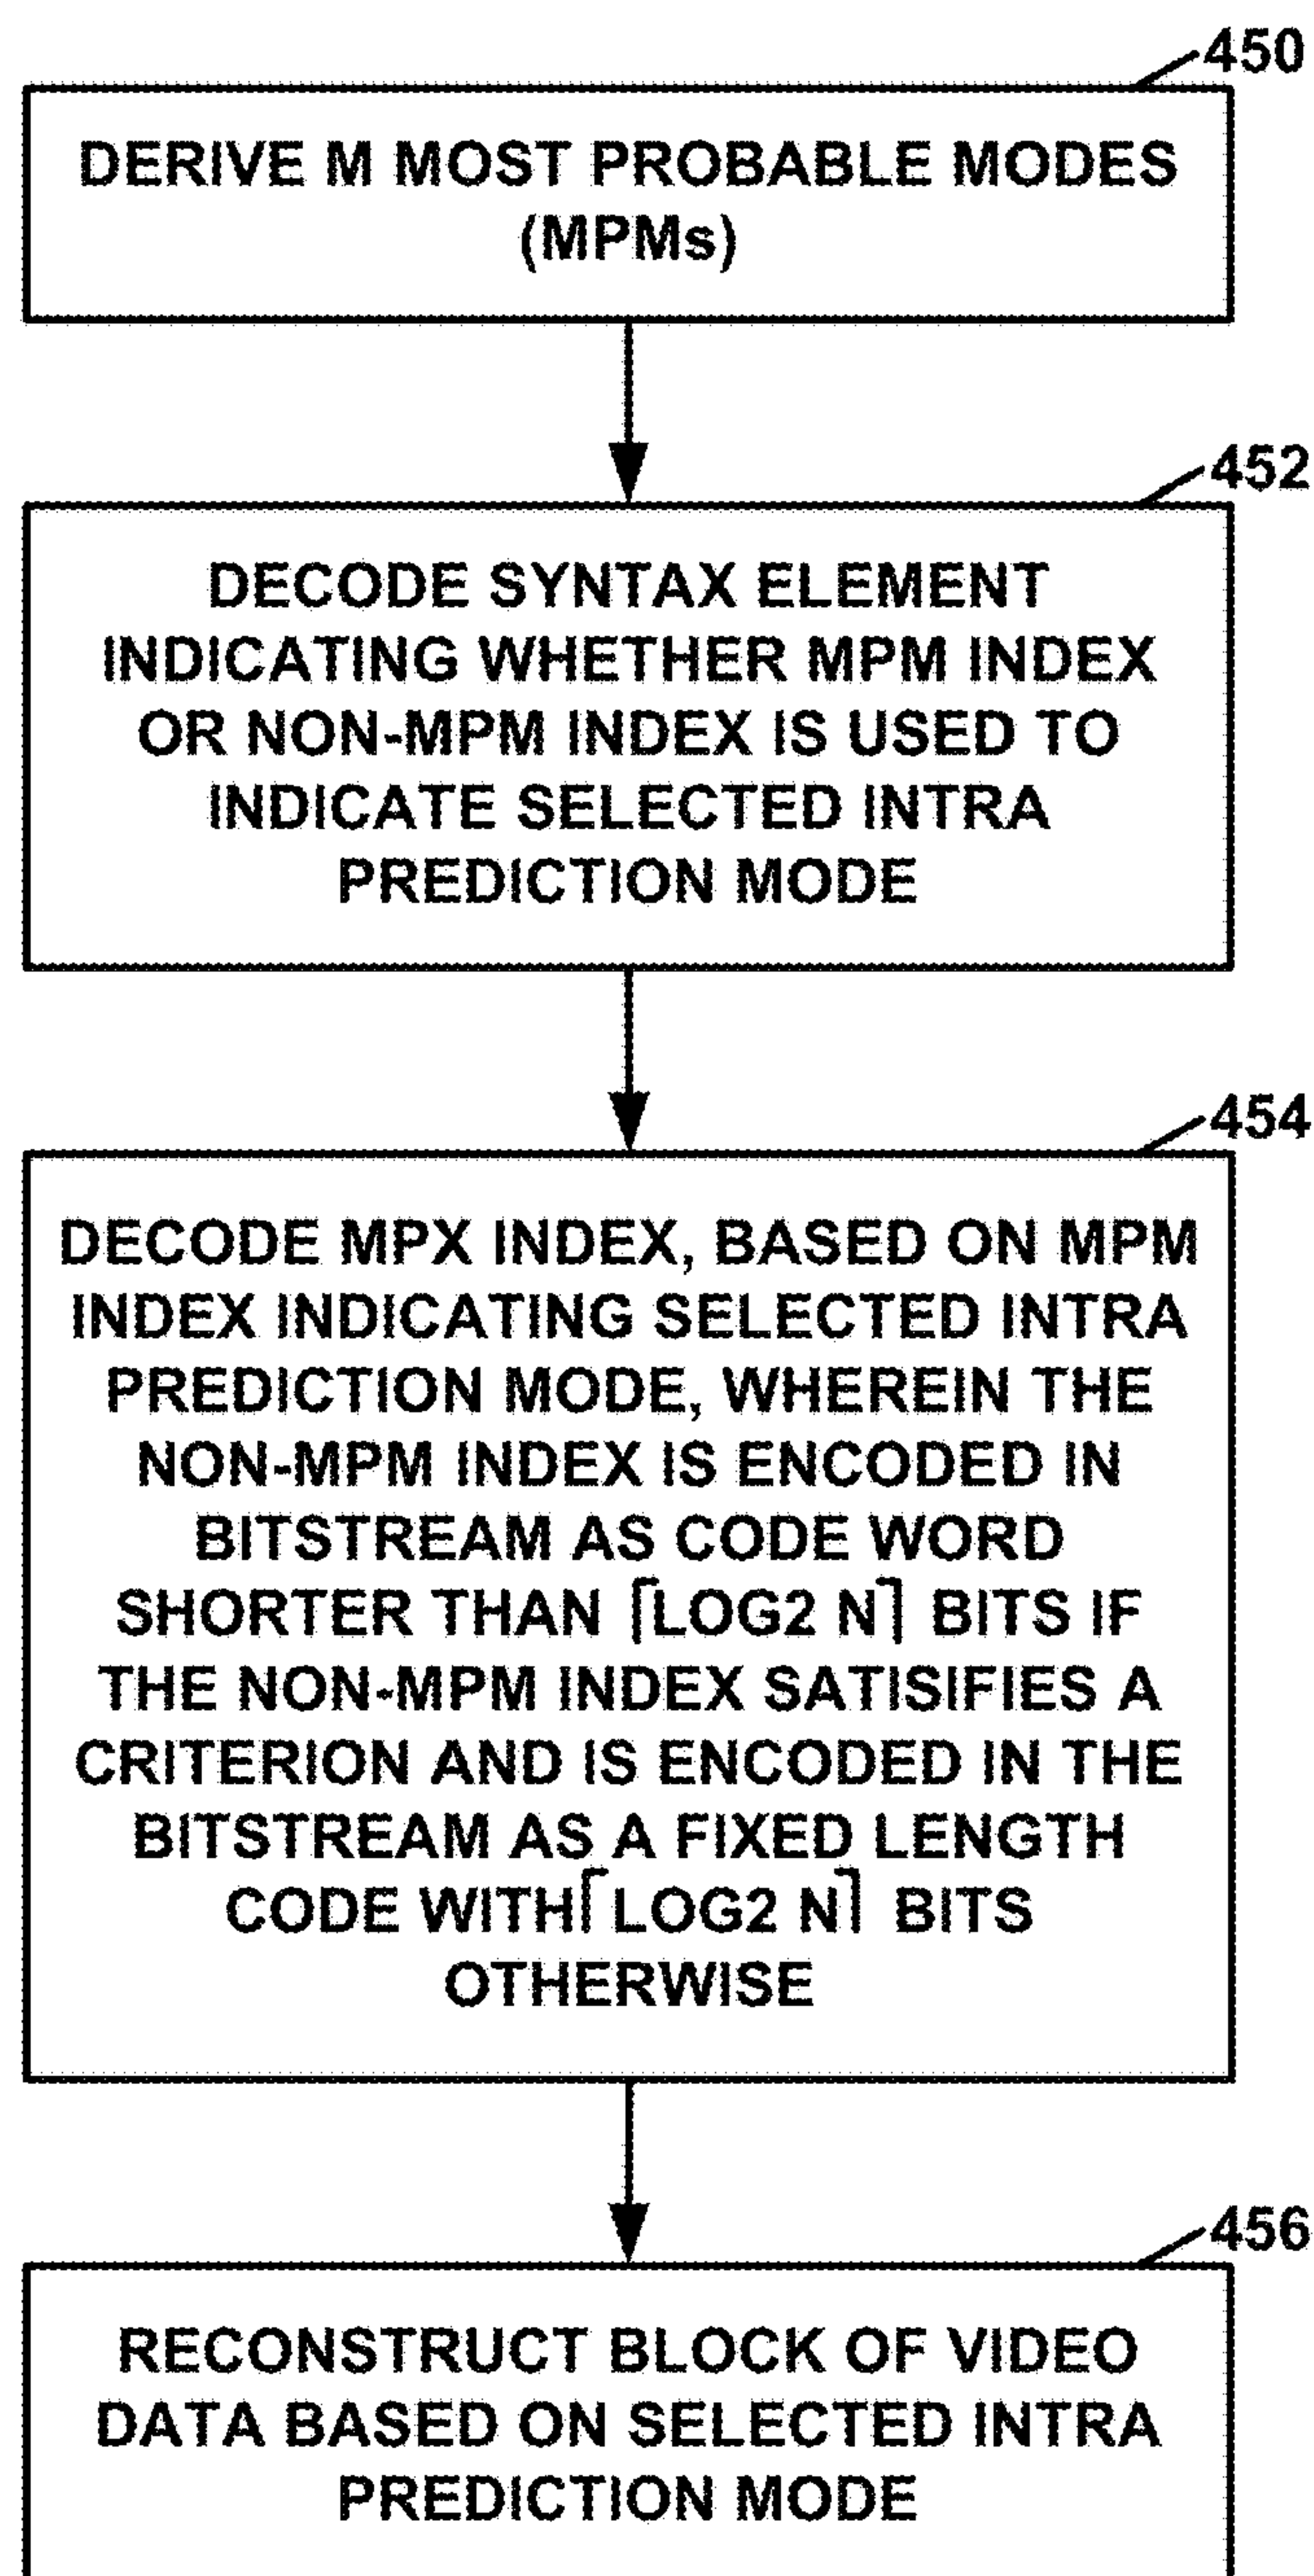 450
DERIVE M MOST PROBABLE MODES
(MPMs)
452
DECODE SYNTAX ELEMENT
INDICATING WHETHER MPM INDEX
OR NON-MPM INDEX IS USED TO
INDICATE SELECTED INTRA
PREDICTION MODE
454
DECODE MPX INDEX, BASED ON MPM
INDEX INDICATING SELECTED INTRA
PREDICTION MODE, WHEREIN THE
NON-MPM INDEX IS ENCODED IN
BITSTREAM AS CODE WORD
SHORTER THAN ⌈LOG2 N⌉ BITS IF
THE NON-MPM INDEX SATISIFIES A
CRITERION AND IS ENCODED IN THE
BITSTREAM AS A FIXED LENGTH
CODE WITH⌈LOG2 N⌉ BITS
OTHERWISE
456
RECONSTRUCT BLOCK OF VIDEO
DATA BASED ON SELECTED INTRA
PREDICTION MODE